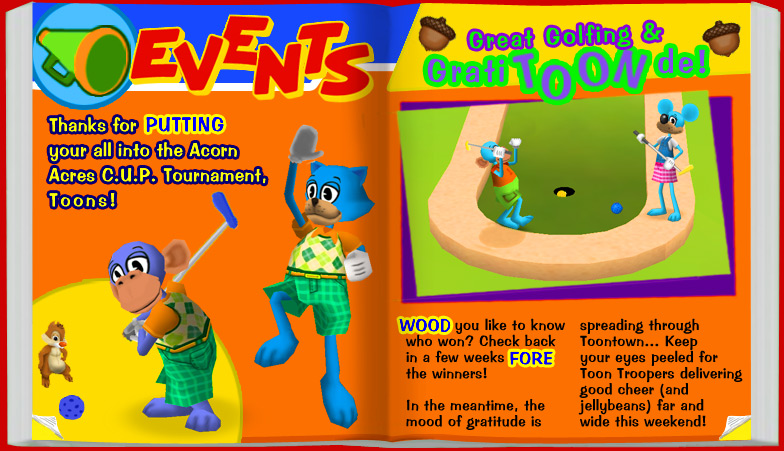 EVENTS
Thanks for PUTTING
your all into the Acorn
Acres C.U.P. Tournament,
Toons!
Great Golfing &
GratiTOONde!
WOOD you like to know
who won? Check back
in a few weeks FORE
the winners!
In the meantime, the
mood of gratitude is
spreading through
Toontown... Keep
your eyes peeled for
Toon Troopers delivering
good cheer (and
jellybeans) far and
wide this weekend!